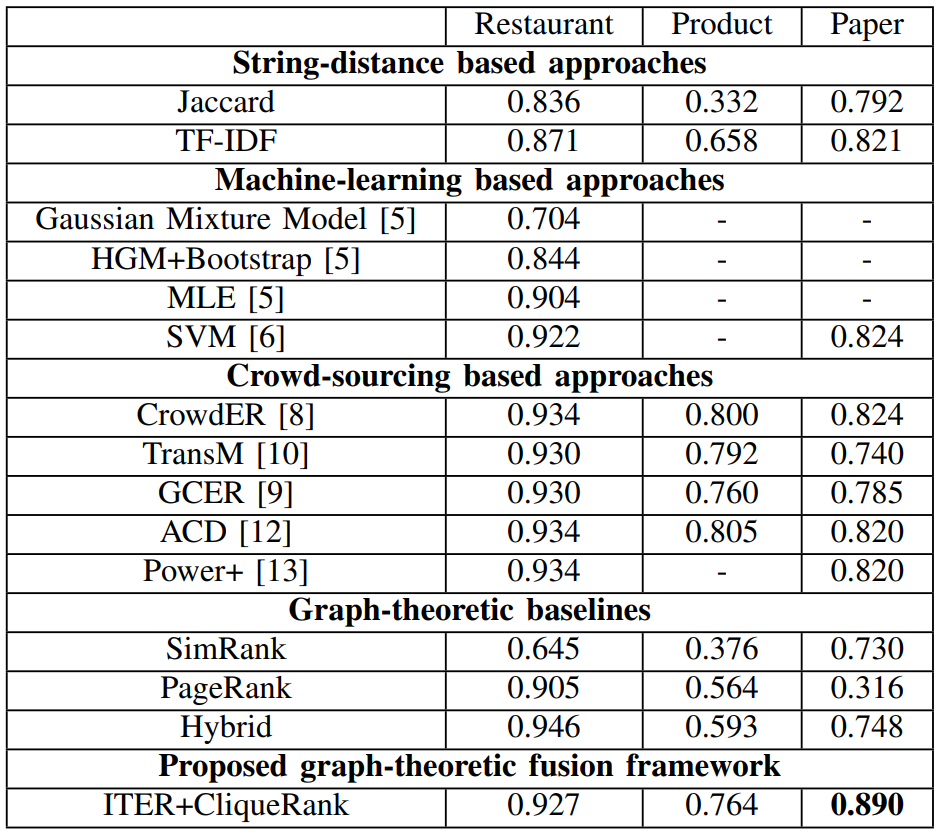 Restaurant Product Paper
String-distance based approaches
Jaccard 0.836 0.332 0.792
TF-IDF 0.871 0.658 0.821
Machine-learning based approaches
Gaussian Mixture Model [5] 0.704 - -
HGM+Bootstrap [5] 0.844 - -
MLE [5] 0.904 - -
SVM [6] 0.922 - 0.824
Crowd-sourcing based approaches
CrowdER [8] 0.934 0.800 0.824
TransM [10] 0.930 0.792 0.740
GCER [9] 0.930 0.760 0.785
ACD [12] 0.934 0.805 0.820
Power+ [13] 0.934 - 0.820
Graph-theoretic baselines
SimRank 0.645 0.376 0.730
PageRank 0.905 0.564 0.316
Hybrid 0.946 0.593 0.748
Proposed graph-theoretic fusion framework
ITER+CliqueRank 0.927 0.764 0.890